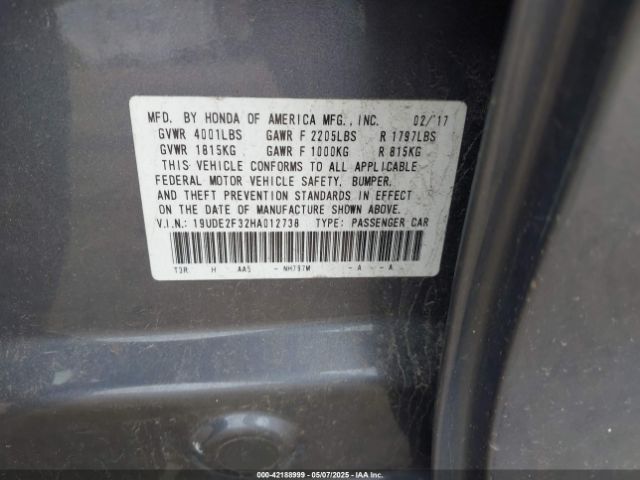 MFD. BY HONDA OF AMERICA MFG., INC. 02/'17
GVWR 4001LBS GAWR F 2205LBS R 1797LBS
GVWR 1815KG GAWR F 1000KG R 815KG
THIS VEHICLE CONFORMS TO ALL APPLICABLE
FEDERAL MOTOR VEHICLE SAFETY, BUMPER,
AND THEFT PREVENTION STANDARDS IN EFFECT
ON THE DATE OF MANUFACTURE SHOWN ABOVE.
V.I.N.: 19UDE2F32HA012738 TYPE: PASSENGER CAR
T3R H AA5 - NH797M - A - - A
000-42188999 | 05/07/2025 | IAAI.com